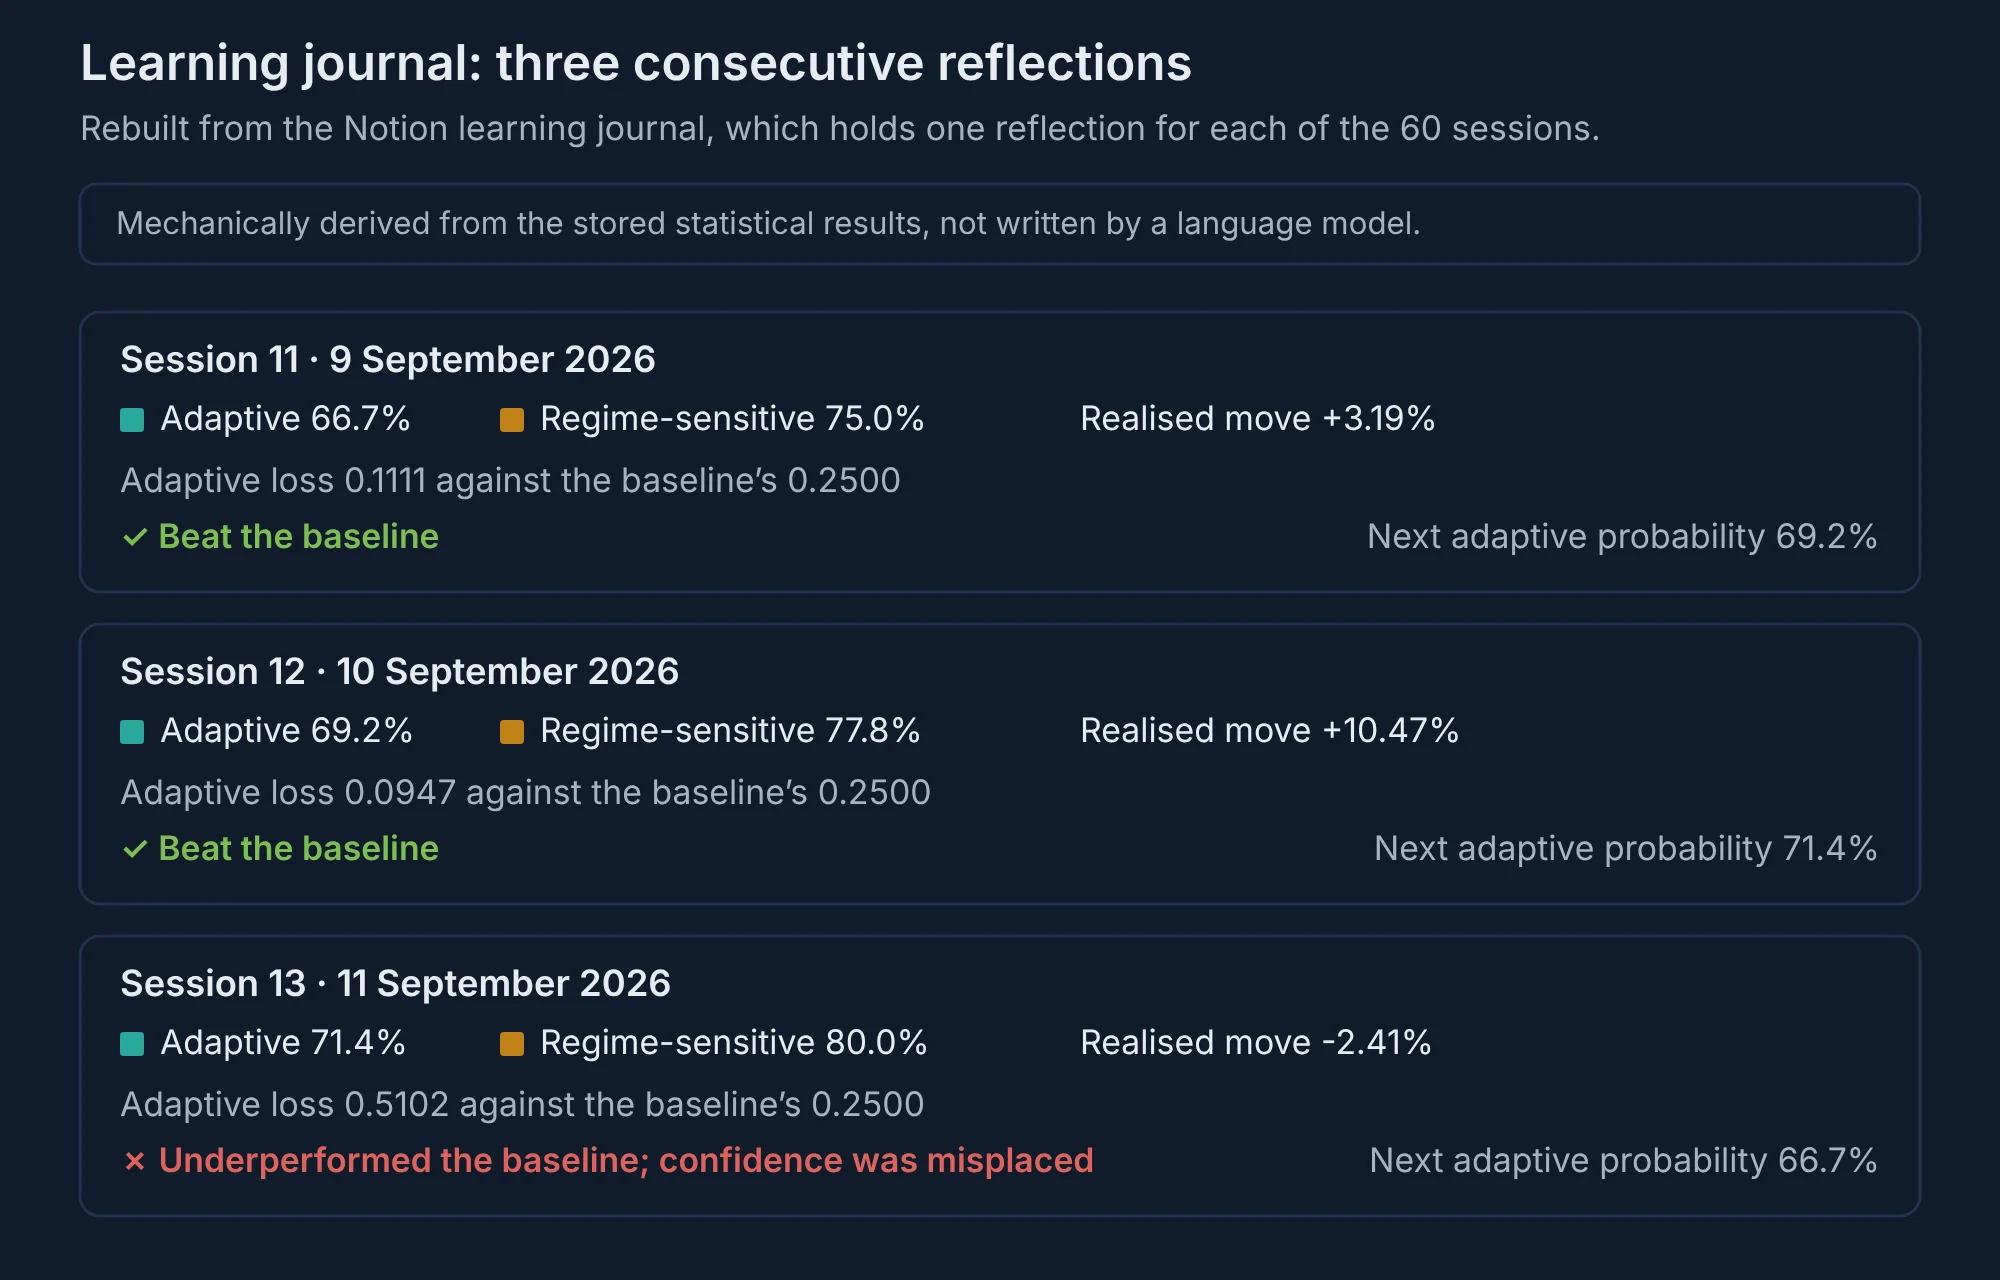 Learning journal: three consecutive reflections
Rebuilt from the Notion learning journal, which holds one reflection for each of the 60 sessions.
Mechanically derived from the stored statistical results, not written by a language model.
Session 11 · 9 September 2026
Adaptive 66.7% Regime-sensitive 75.0% Realised move +3.19%
Adaptive loss 0.1111 against the baseline’s 0.2500
✓ Beat the baseline Next adaptive probability 69.2%
Session 12 · 10 September 2026
Adaptive 69.2% Regime-sensitive 77.8% Realised move +10.47%
Adaptive loss 0.0947 against the baseline’s 0.2500
✓ Beat the baseline Next adaptive probability 71.4%
Session 13 · 11 September 2026
Adaptive 71.4% Regime-sensitive 80.0% Realised move -2.41%
Adaptive loss 0.5102 against the baseline’s 0.2500
× Underperformed the baseline; confidence was misplaced Next adaptive probability 66.7%